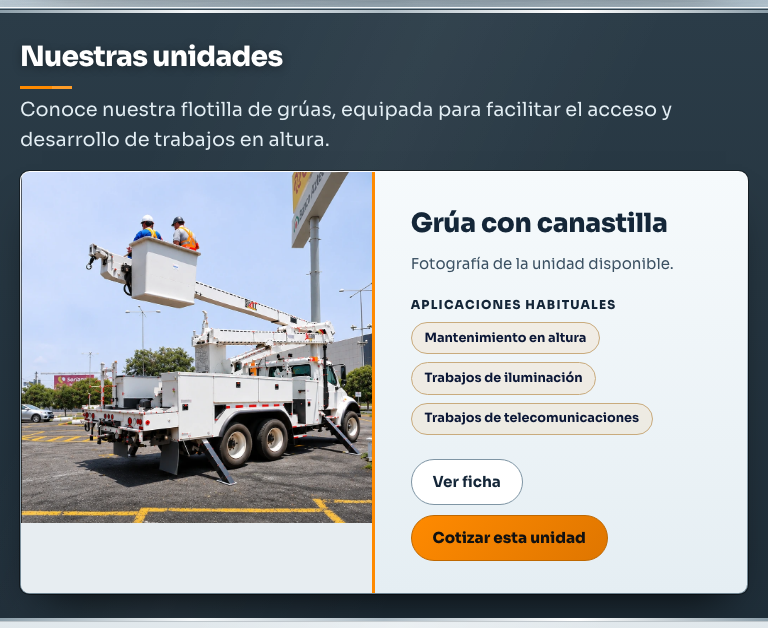 Nuestras unidades
Conoce nuestra flotilla de grúas, equipada para facilitar el acceso y
desarrollo de trabajos en altura.
Grúa con canastilla
Fotografía de la unidad disponible.
APLICACIONES HABITUALES
Mantenimiento en altura
Trabajos de iluminación
Trabajos de telecomunicaciones
Ver ficha
Cotizar esta unidad